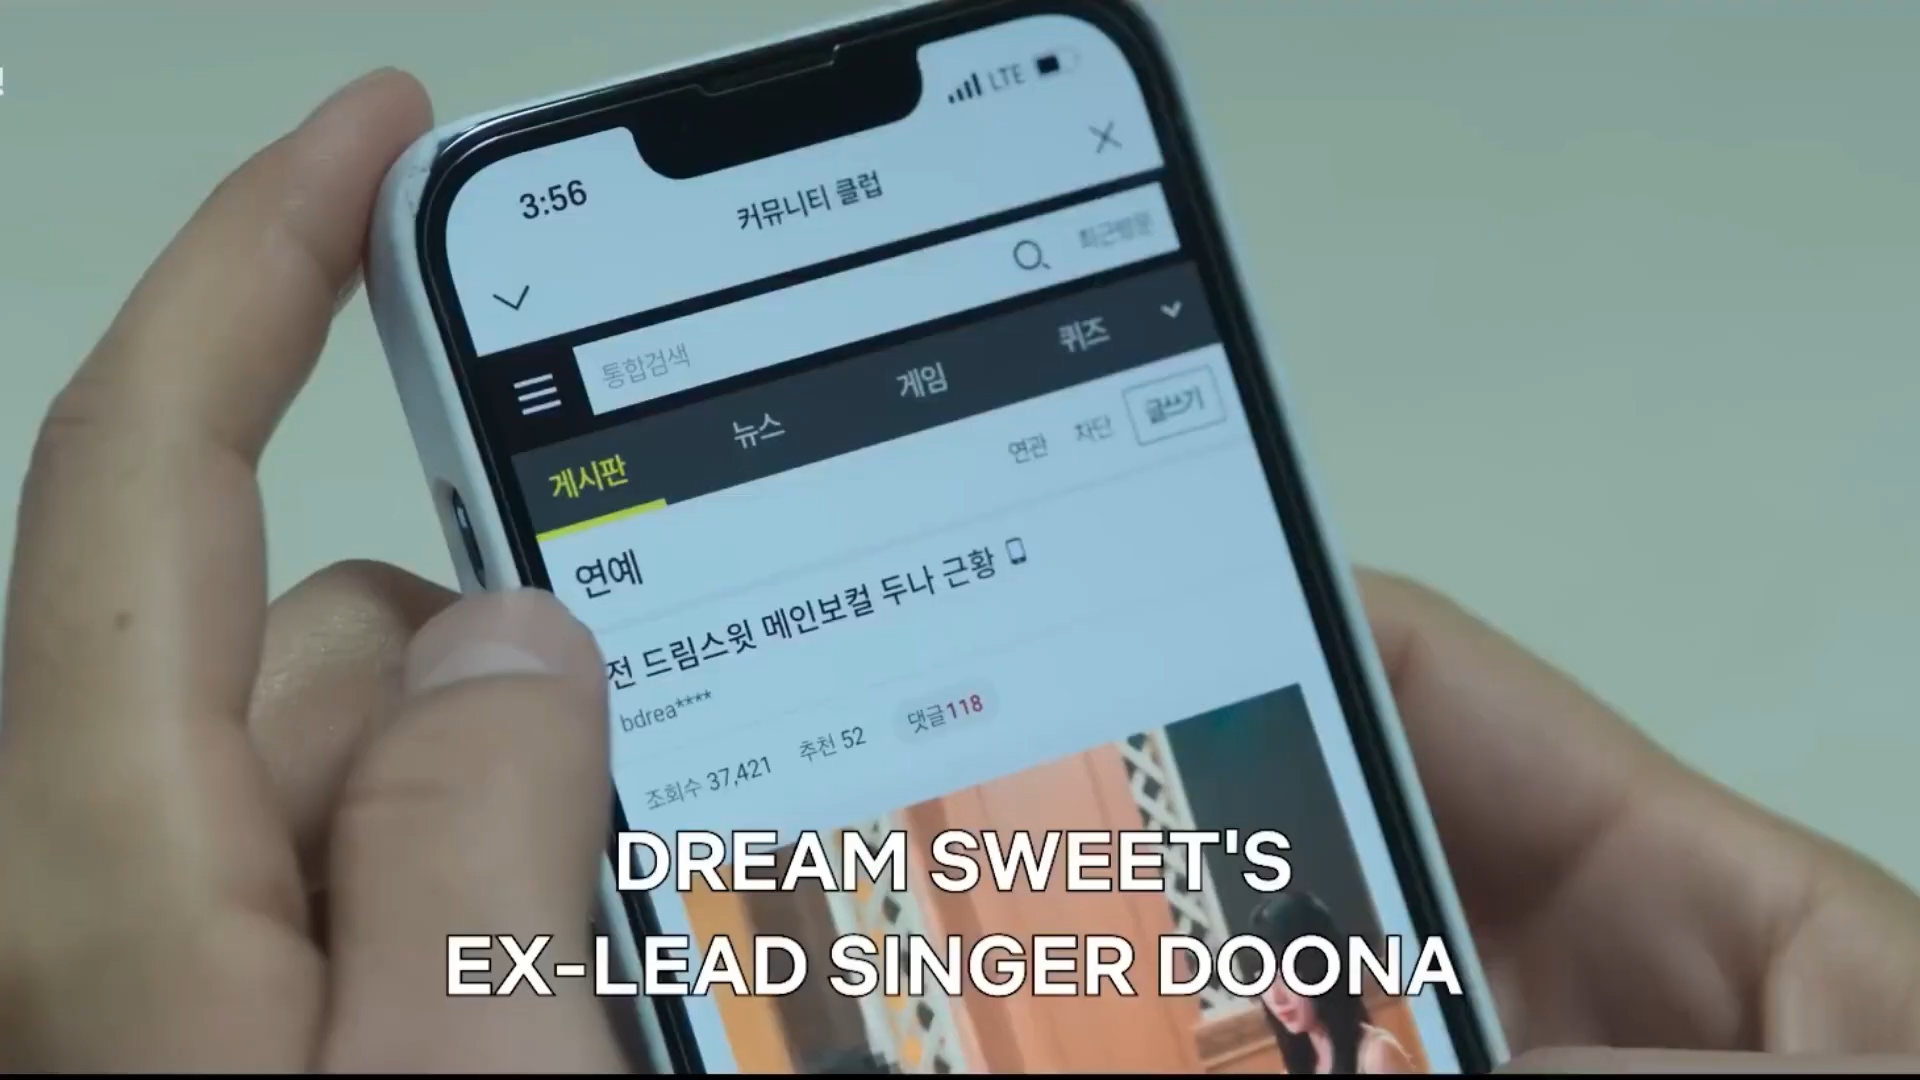 !
3:56
LTE
커뮤니티 클럽
통합검색
최근방문
게시판 뉴스 게임 퀴즈
연예
연관 차단 글쓰기
전 드림스윗 메인보컬 두나 근황
bdrea****
조회수 37,421 추천 52 댓글118
DREAM SWEET'S
EX-LEAD SINGER DOONA